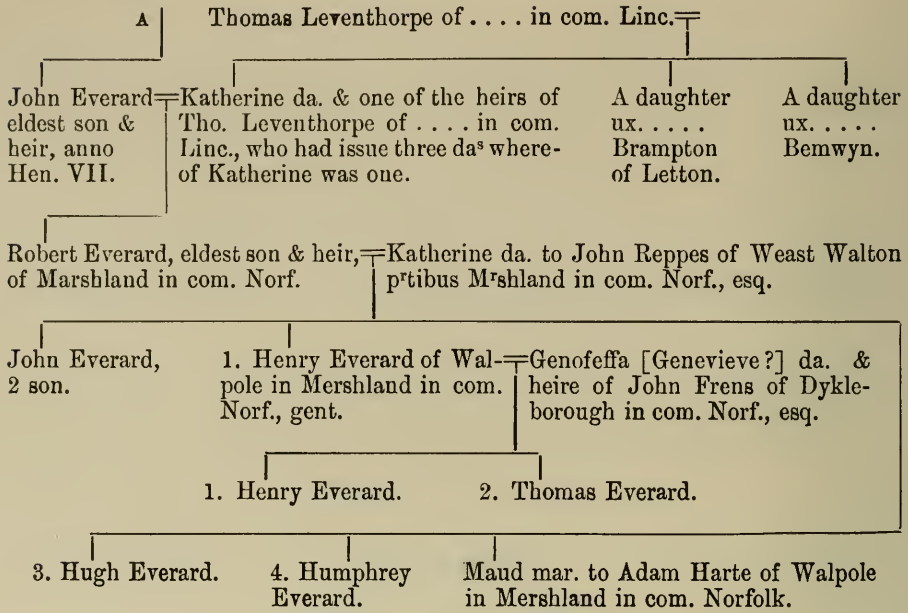 A Thomas Leventhorpe of . . . . in com. Linc.
John Everard
eldest son &
heir, anno
Hen. VII.
Katherine da. & one of the heirs of
Tho. Leventhorpe of . . . . in com.
Linc., who had issue three daˢ where-
of Katherine was one.
A daughter
ux. . . . .
Brampton
of Letton.
A daughter
ux. . . . .
Bemwyn.
Robert Everard, eldest son & heir,
of Marshland in com. Norf.
Katherine da. to John Reppes of Weast Walton
pʳtibus Mʳshland in com. Norf., esq.
John Everard,
2 son.
1. Henry Everard of Wal-
pole in Mershland in com.
Norf., gent.
Genofeffa [Genevieve?] da. &
heire of John Frens of Dykle-
borough in com. Norf., esq.
1. Henry Everard.
2. Thomas Everard.
3. Hugh Everard.
4. Humphrey
Everard.
Maud mar. to Adam Harte of Walpole
in Mershland in com. Norfolk.